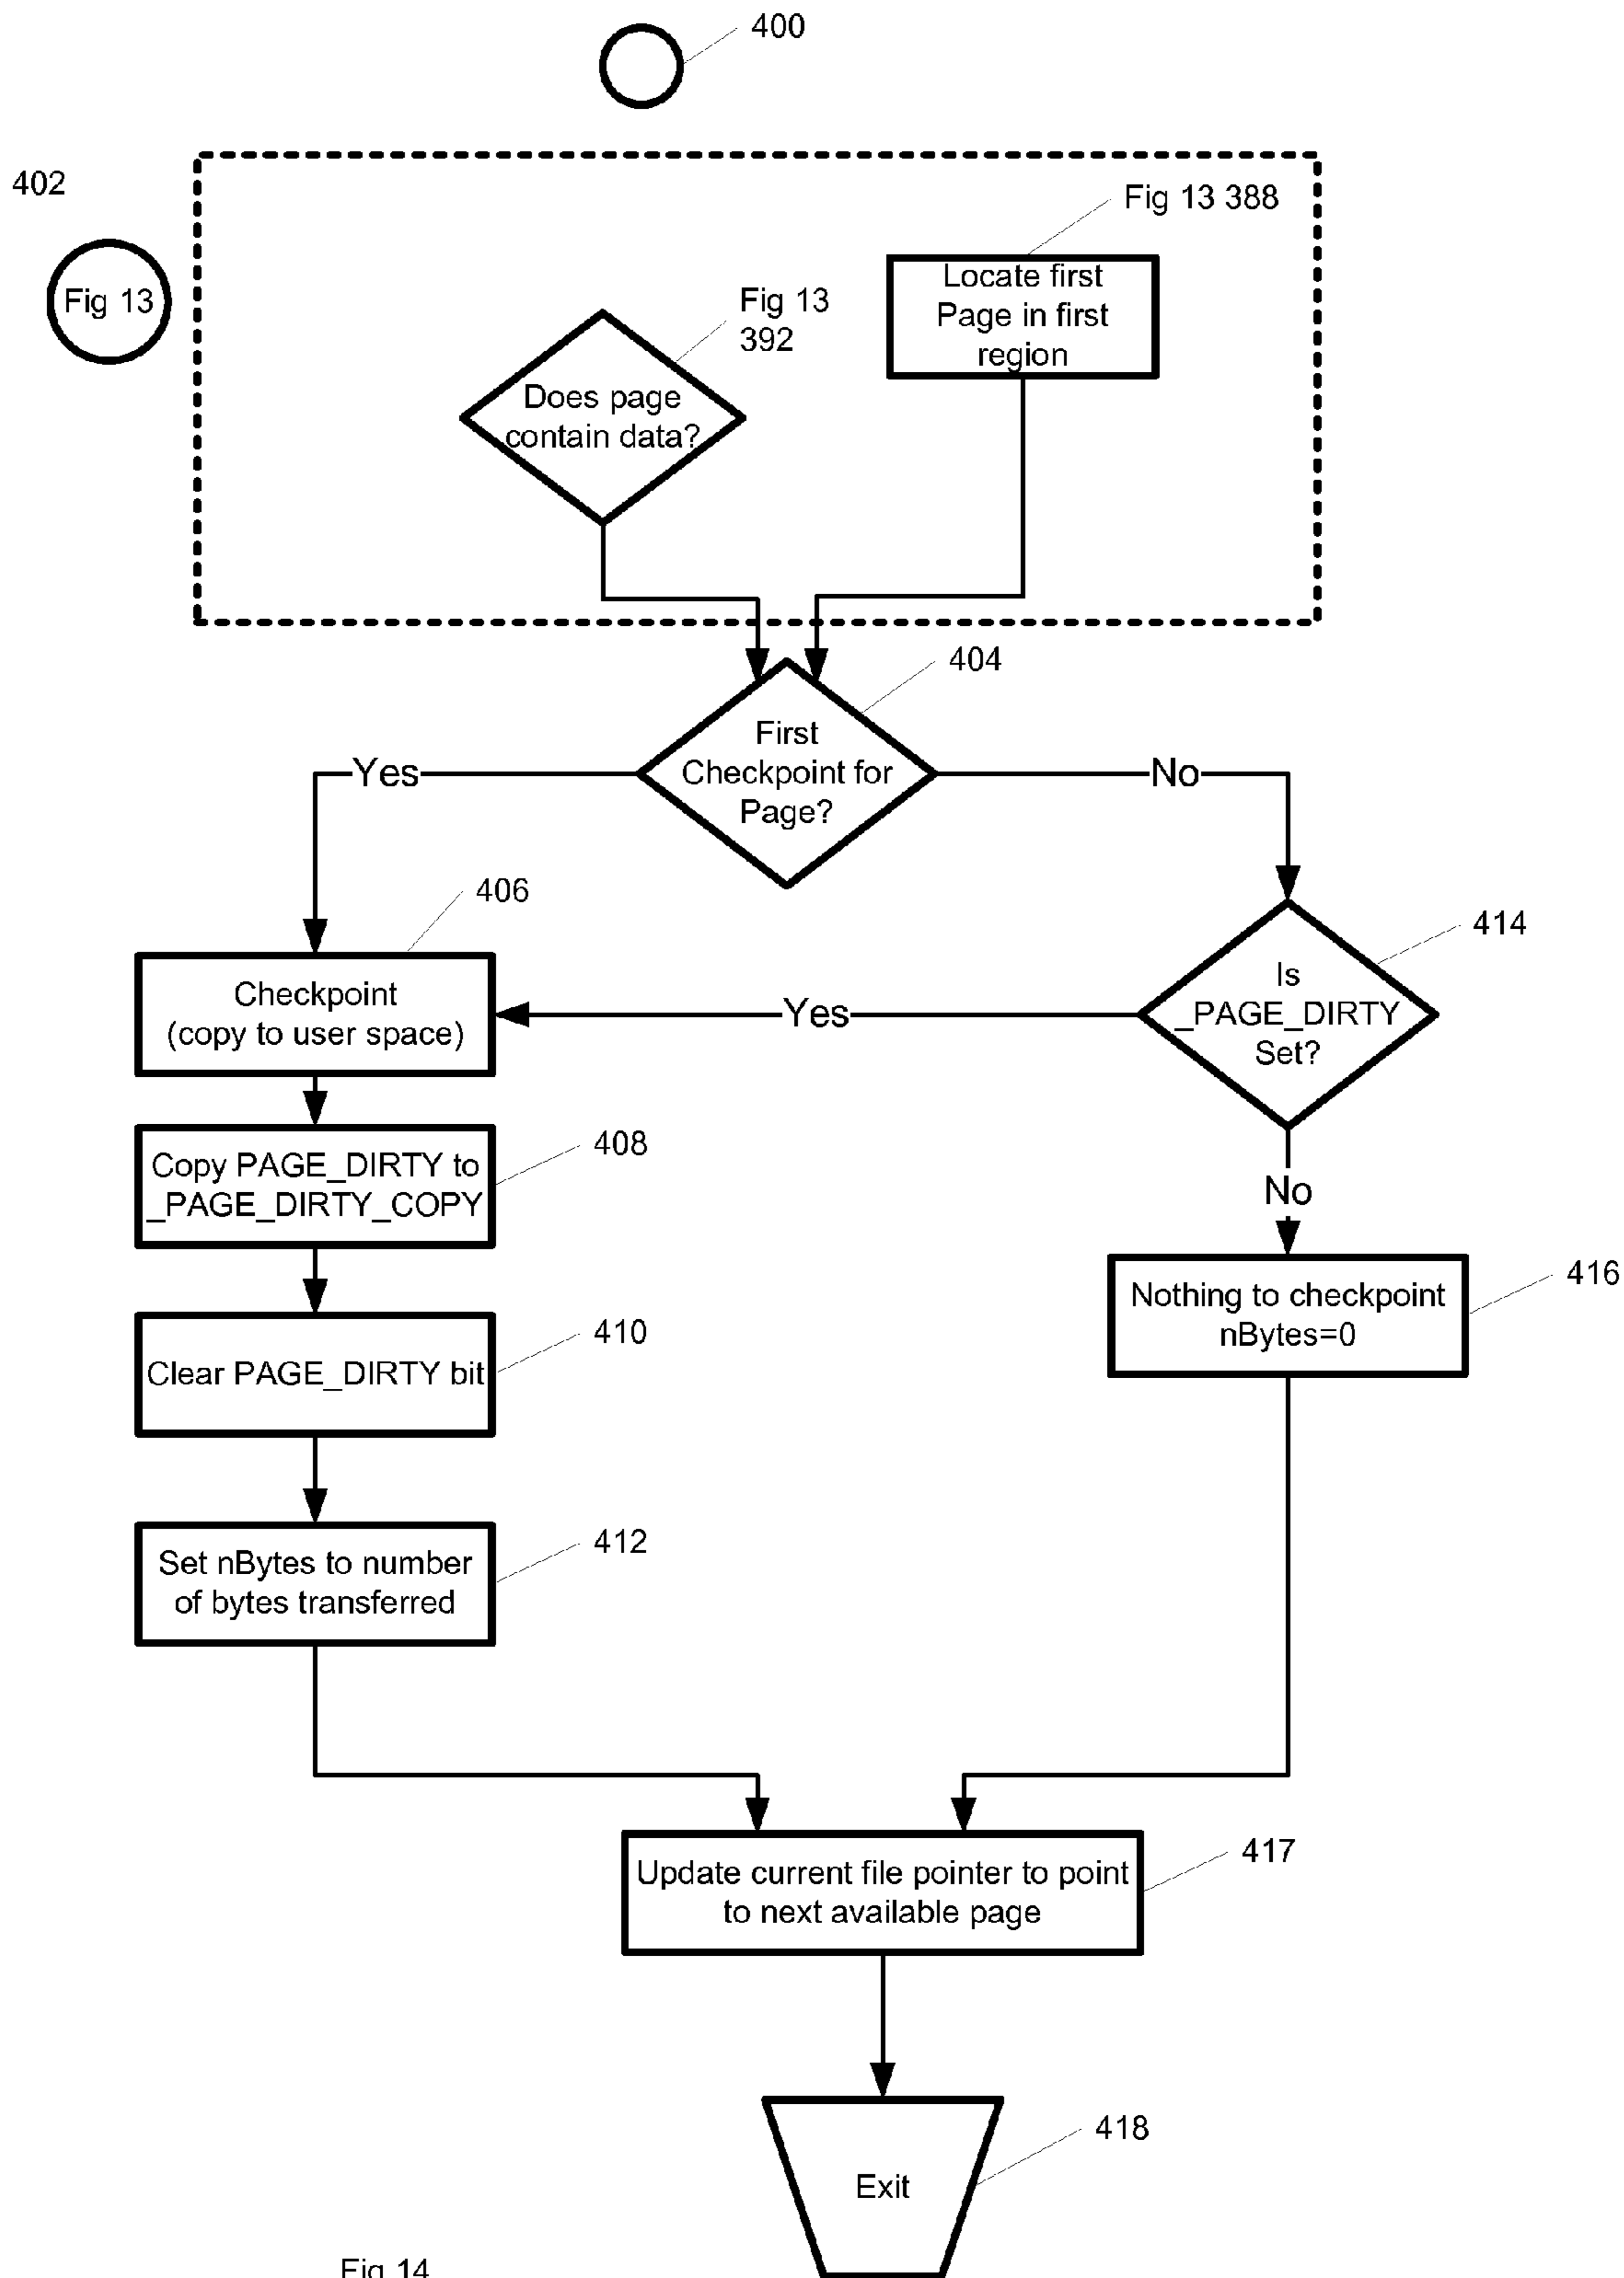 400
402
Fig 13 388
Fig 13
Locate first
Page in first
region
Fig 13
392
Does page
contain data?
404
First
Checkpoint for
Page?
Yes
No
406
414
Checkpoint
(copy to user space)
Yes
Is
_PAGE_DIRTY
Set?
408
Copy PAGE_DIRTY to
_PAGE_DIRTY_COPY
No
416
Nothing to checkpoint
nBytes=0
410
Clear PAGE_DIRTY bit
412
Set nBytes to number
of bytes transferred
417
Update current file pointer to point
to next available page
418
Exit
Fig 14